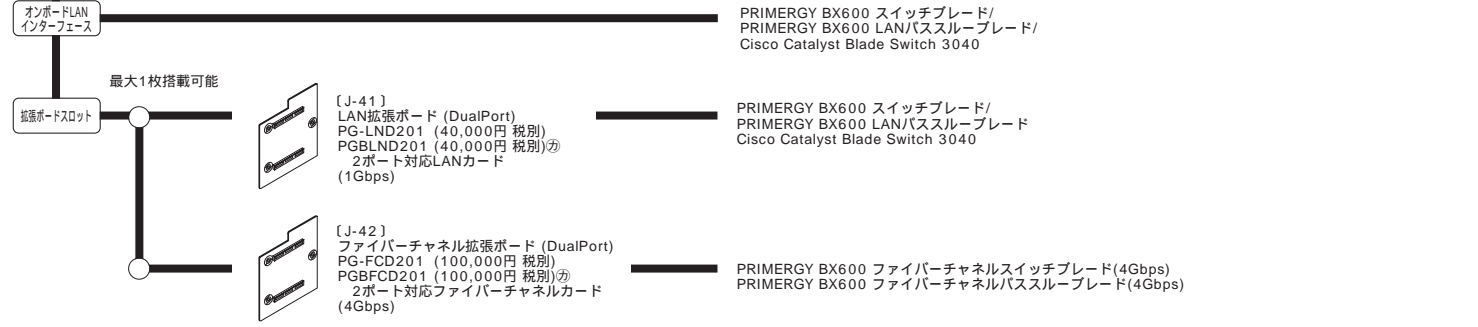 オンボードLAN
インターフェース
PRIMERGY BX600 スイッチブレード/
PRIMERGY BX600 LANパススルーブレード/
Cisco Catalyst Blade Switch 3040
最大1枚搭載可能
拡張ボードスロット
〔J-41〕
LAN拡張ボード (DualPort)
PG-LND201 (40,000円 税別)
PGBLND201 (40,000円 税別)㋕
2ポート対応LANカード
(1Gbps)
PRIMERGY BX600 スイッチブレード/
PRIMERGY BX600 LANパススルーブレード
Cisco Catalyst Blade Switch 3040
〔J-42〕
ファイバーチャネル拡張ボード (DualPort)
PG-FCD201 (100,000円 税別)
PGBFCD201 (100,000円 税別)㋕
2ポート対応ファイバーチャネルカード
(4Gbps)
PRIMERGY BX600 ファイバーチャネルスイッチブレード(4Gbps)
PRIMERGY BX600 ファイバーチャネルパススルーブレード(4Gbps)